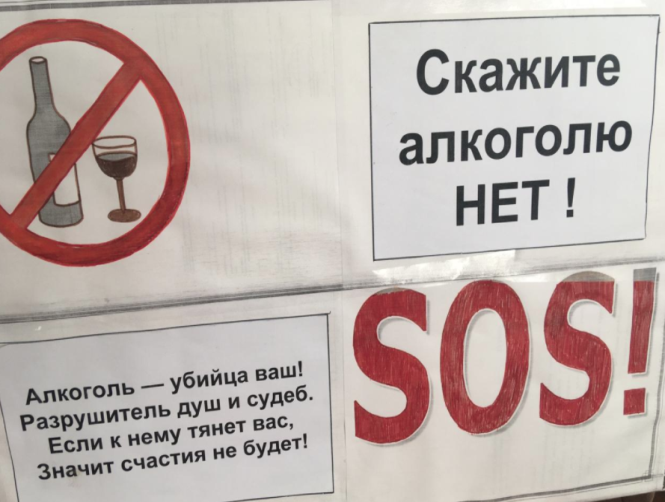 Скажите
алкоголю
НЕТ !
Алкоголь — убийца ваш!
Разрушитель душ и судеб.
Если к нему тянет вас,
Значит счастия не будет!
SOS!